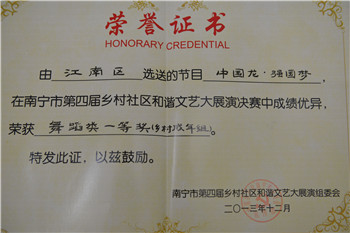 荣誉证书
HONORARY CREDENTIAL
由 江南区 选送的节目 中国龙·强国梦
在南宁市第四届乡村社区和谐文艺大展演决赛中成绩优异，
荣获 舞蹈类一等奖(乡村成年组)
特发此证，以兹鼓励。
南宁市第四届乡村社区和谐文艺大展演组委会
二〇一三年十二月